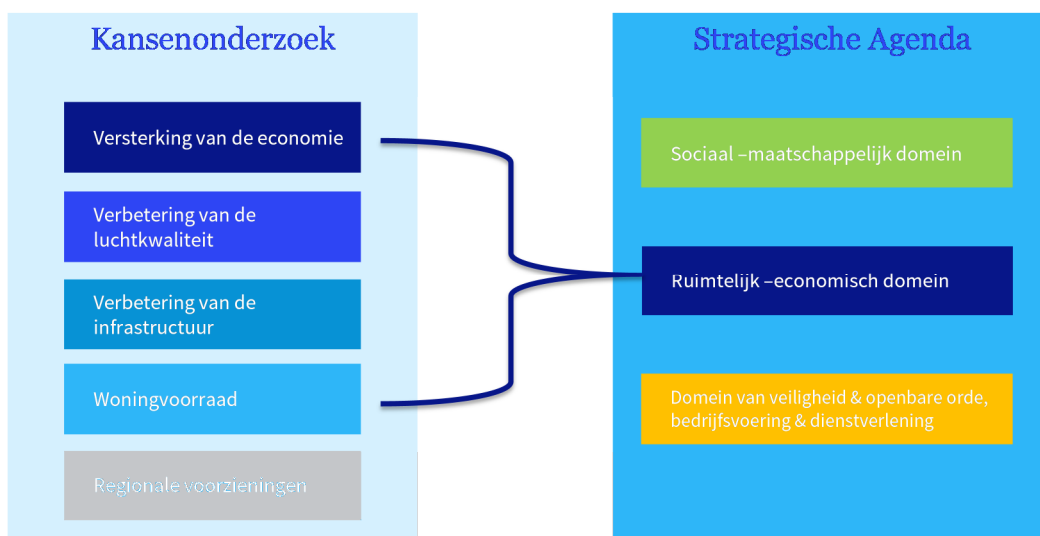 Kansenonderzoek
Versterking van de economie
Verbetering van de
luchtkwaliteit
Verbetering van de
infrastructuur
Woningvoorraad
Regionale voorzieningen
Strategische Agenda
Sociaal –maatschappelijk domein
Ruimtelijk –economisch domein
Domein van veiligheid & openbare orde,
bedrijfsvoering & dienstverlening